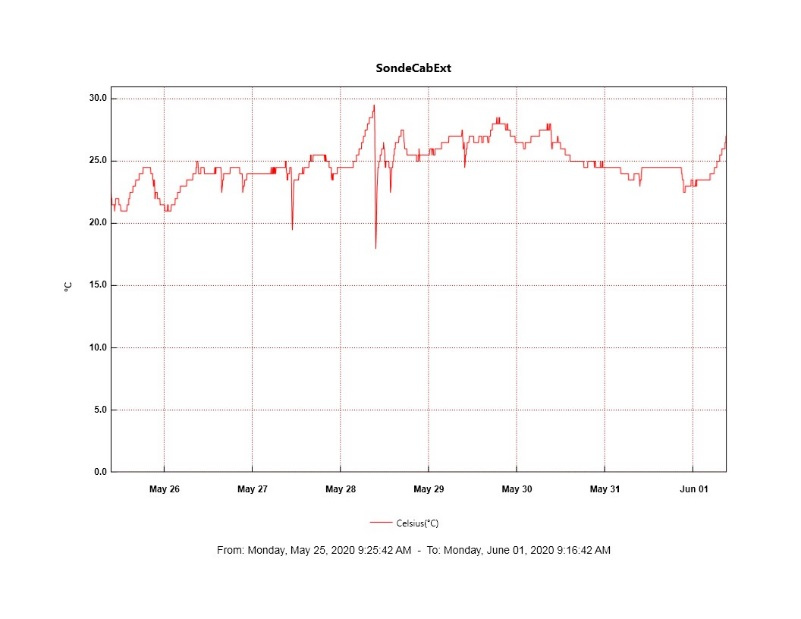 SondeCabExt
30.0
25.0
20.0
15.0
10.0
5.0
0.0
°C
May 26 May 27 May 28 May 29 May 30 May 31 Jun 01
Celsius(°C)
From: Monday, May 25, 2020 9:25:42 AM - To: Monday, June 01, 2020 9:16:42 AM